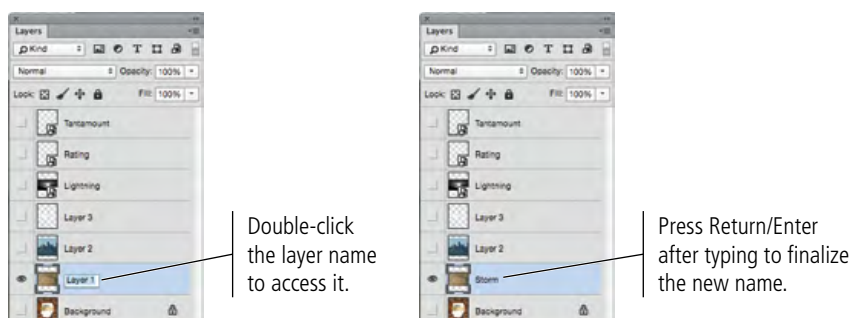 Layers
Kind
Normal
Opacity: 100%
Lock:
Fill: 100%
Tantamount
Rating
Lightning
Layer 3
Layer 2
Layer 1
Background
Double-click
the layer name
to access it.
Layers
Kind
Normal
Opacity: 100%
Lock:
Fill: 100%
Tantamount
Rating
Lightning
Layer 3
Layer 2
Storm
Background
Press Return/Enter
after typing to finalize
the new name.